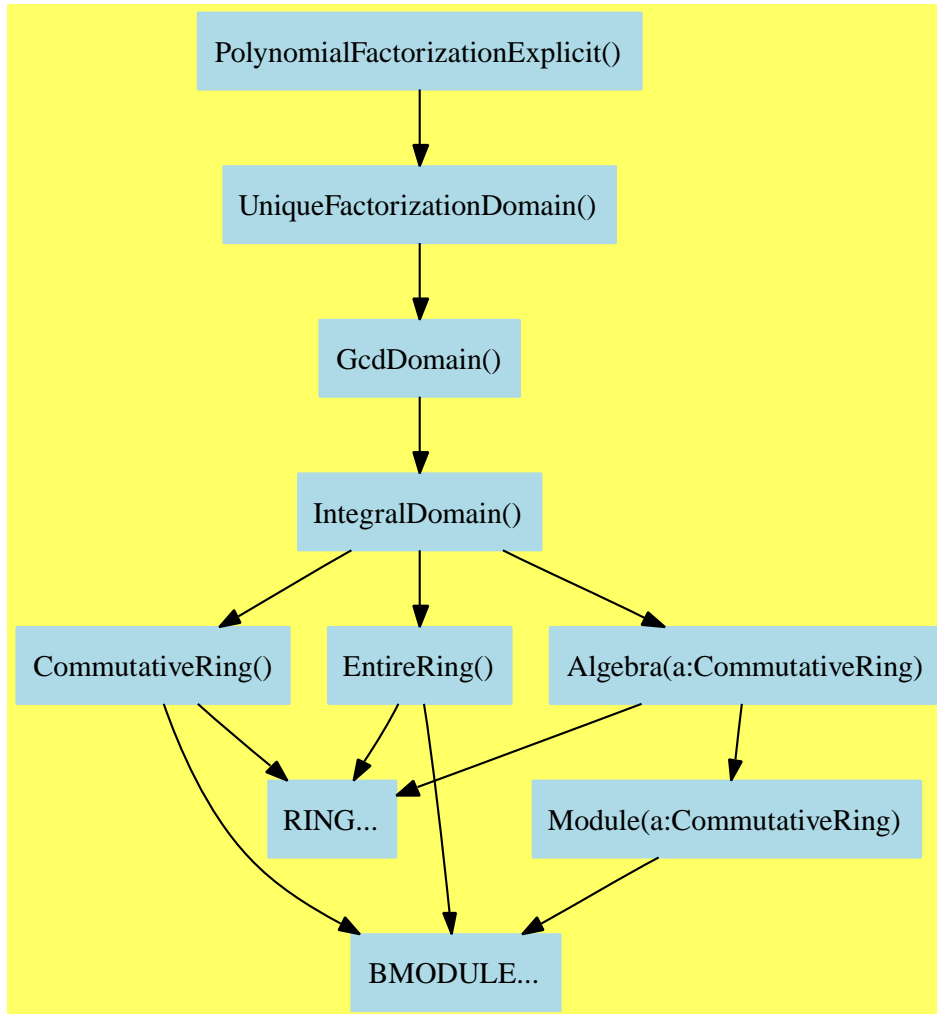 PolynomialFactorizationExplicit()
UniqueFactorizationDomain()
GcdDomain()
IntegralDomain()
CommutativeRing()
EntireRing()
Algebra(a:CommutativeRing)
RING...
Module(a:CommutativeRing)
BMODULE...